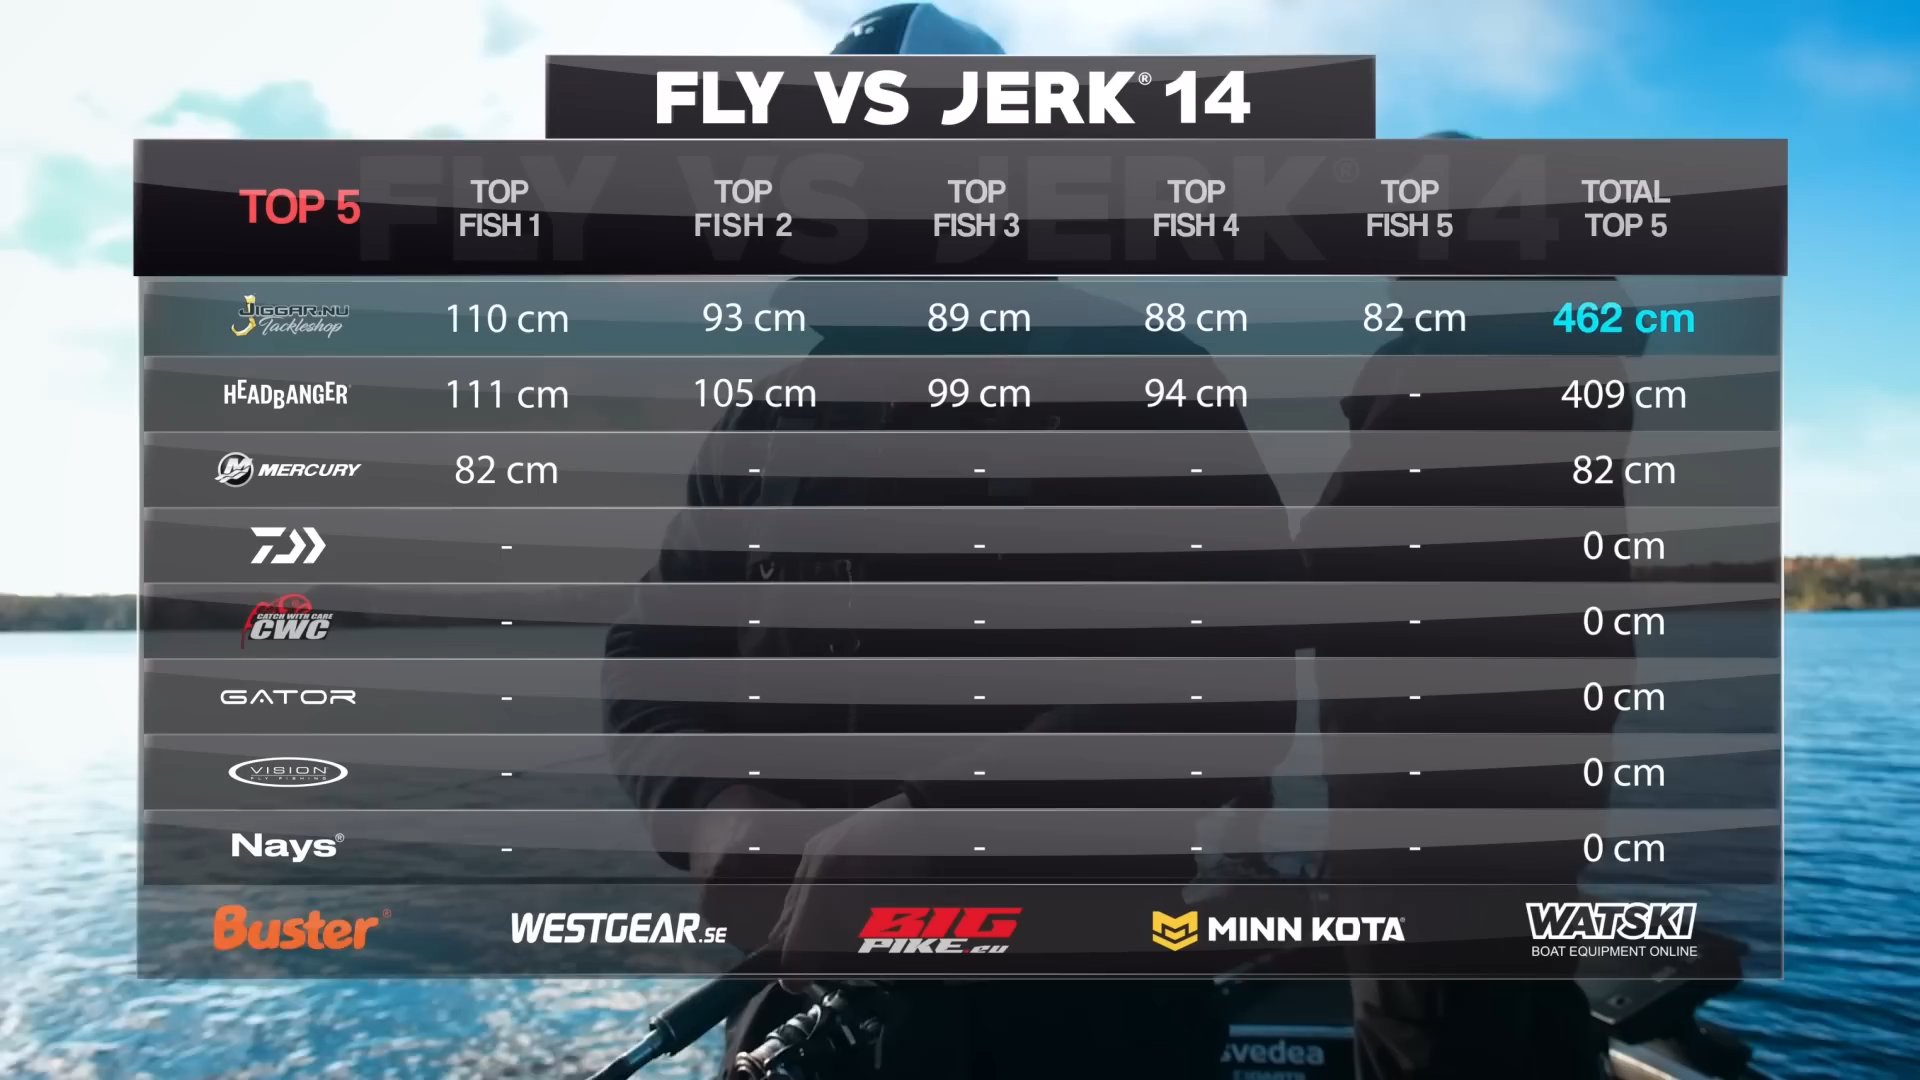 FLY VS JERK® 14
TOP 5 TOP FISH 1 TOP FISH 2 TOP FISH 3 TOP FISH 4 TOP FISH 5 TOTAL TOP 5
JIGGAR.NU Tackleshop 110 cm 93 cm 89 cm 88 cm 82 cm 462 cm
HEADBANGER 111 cm 105 cm 99 cm 94 cm - 409 cm
MERCURY 82 cm - - - - 82 cm
- - - - - 0 cm
CATCH WITH CARE CWC - - - - - 0 cm
GATOR - - - - - 0 cm
VISION FLY FISHING - - - - - 0 cm
Nays® - - - - - 0 cm
Buster® WESTGEAR.SE BIG PIKE.eu MINN KOTA® WATSKI
BOAT EQUIPMENT ONLINE
svedea